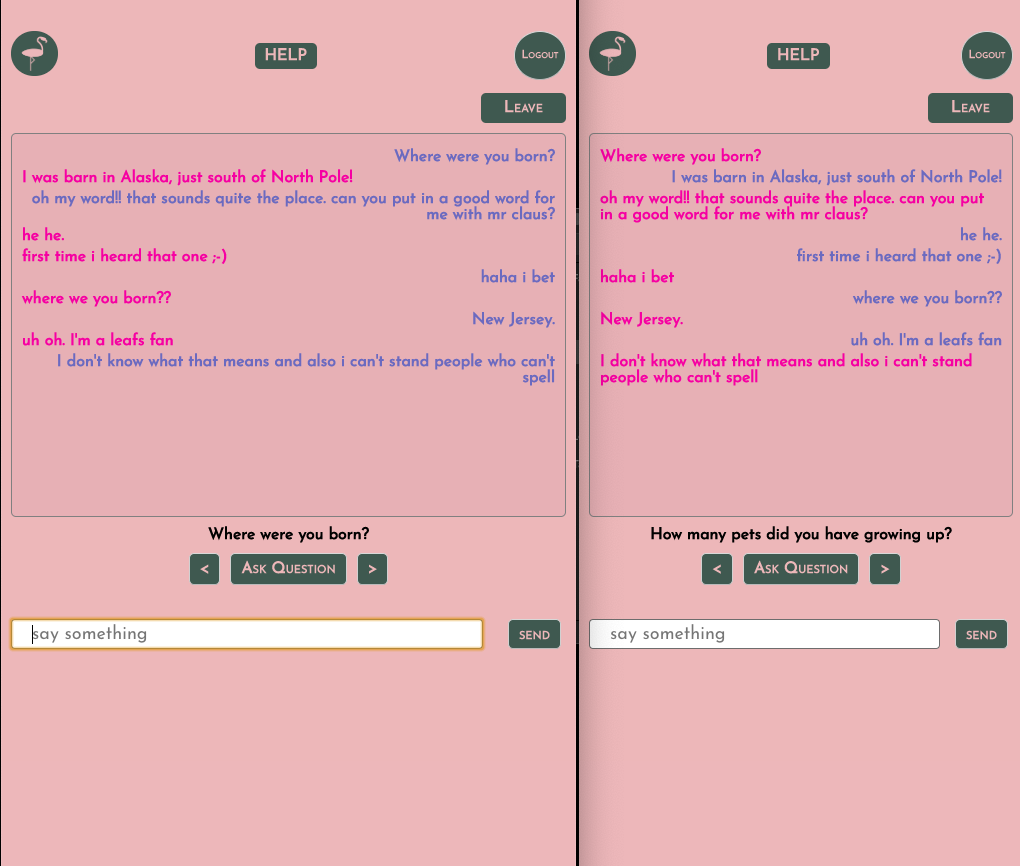 HELP
Logout
Leave
Where were you born?
I was barn in Alaska, just south of North Pole!
oh my word!! that sounds quite the place. can you put in a good word for
me with mr claus?
he he.
first time i heard that one ;-)
haha i bet
where we you born??
New Jersey.
uh oh. I'm a leafs fan
I don't know what that means and also i can't stand people who can't
spell
Where were you born?
< Ask Question >
say something
SEND
HELP
Logout
Leave
Where were you born?
I was barn in Alaska, just south of North Pole!
oh my word!! that sounds quite the place. can you put
in a good word for me with mr claus?
he he.
first time i heard that one ;-)
haha i bet
where we you born??
New Jersey.
uh oh. I'm a leafs fan
I don't know what that means and also i can't stand
people who can't spell
How many pets did you have growing up?
< Ask Question >
say something
SEND